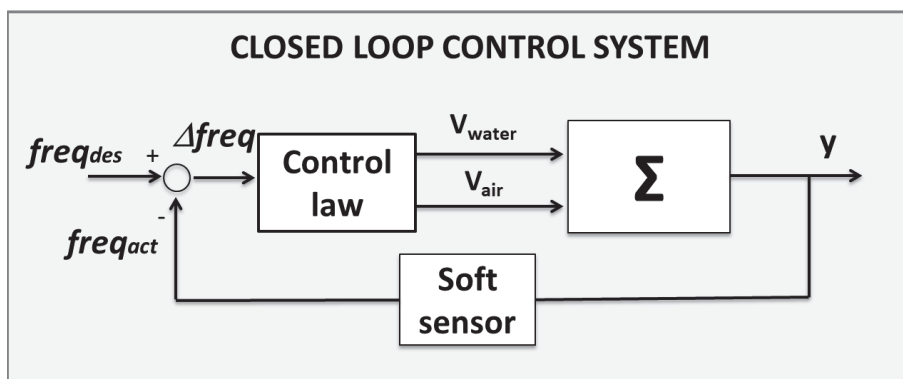 CLOSED LOOP CONTROL SYSTEM
freqdes
+
Δfreq
Control
law
Vwater
Vair
Σ
y
-
freqact
Soft
sensor